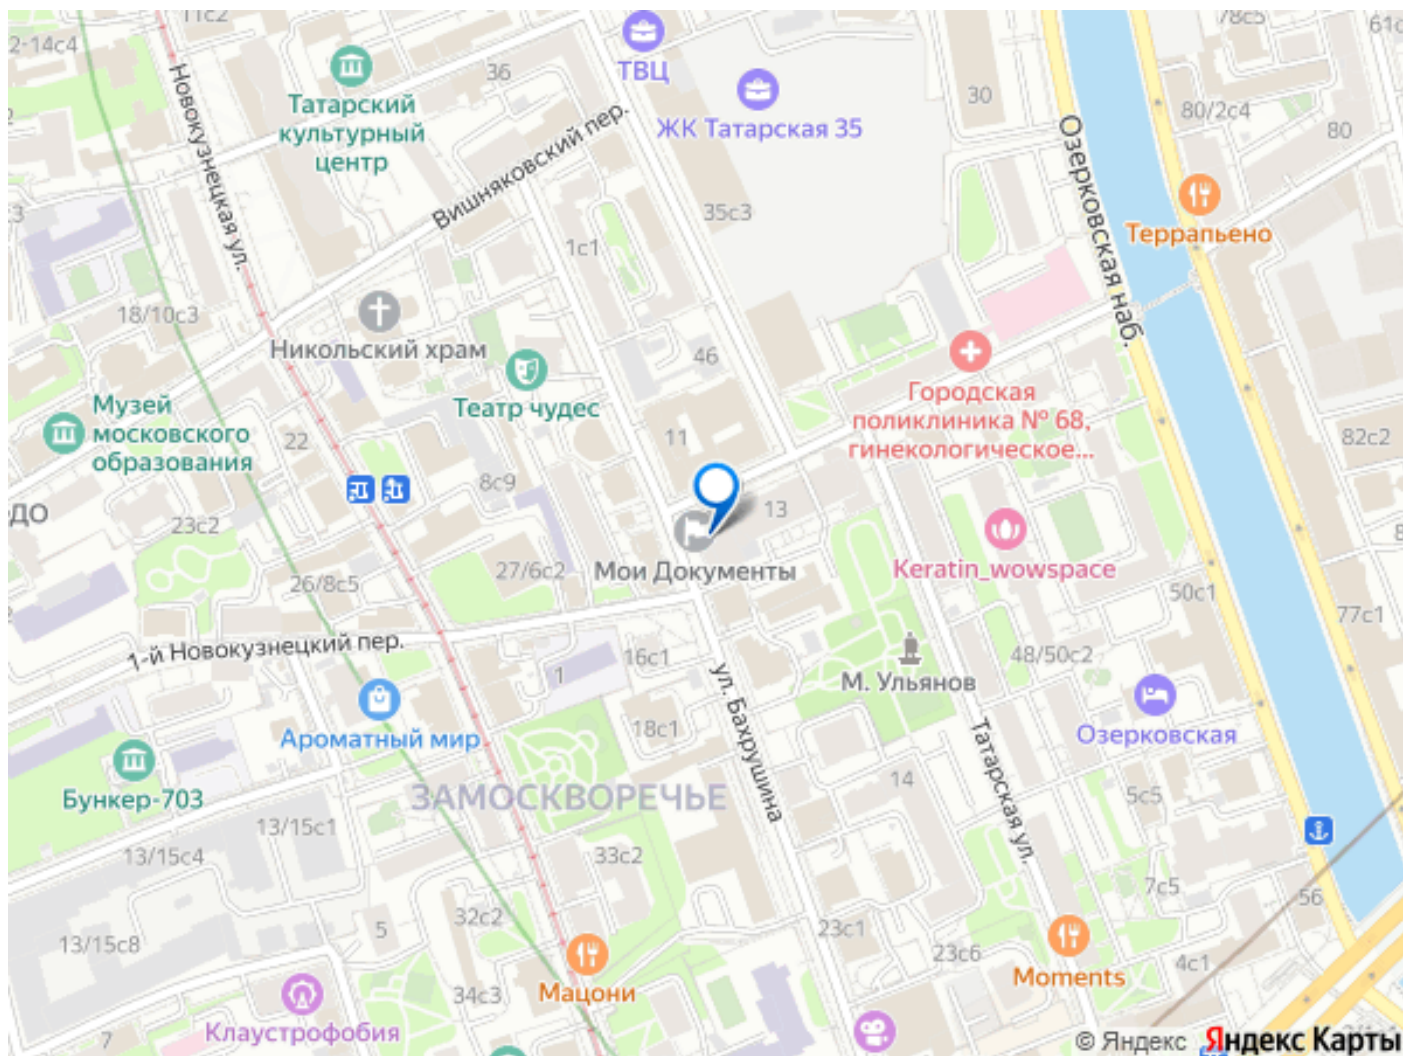 11с2
78с5
61с
2-14с4
ТВЦ
36
30
80/2с4
80
Татарский
культурный
центр
ЖК Татарская 35
Новокузнецкая ул.
Вишняковский пер.
Озерковская наб.
35с3
Террапьено
1с1
18/10с3
Никольский храм
46
Театр чудес
Городская
поликлиника № 68,
гинекологическое...
Музей
московского
образования
22
11
82с2
8с9
13
ДО
23с2
27/6с2
Мои Документы
Keratin_wowspace
26/8с5
50с1
77с1
1-й Новокузнецкий пер.
16с1
1
48/50с2
М. Ульянов
ул. Бахрушина
18с1
Татарская ул.
Озерковская
Ароматный мир
Бункер-703
ЗАМОСКВОРЕЧЬЕ
14
5с5
13/15с1
13/15с4
33с2
7с5
56
32с2
5
23с1
13/15с8
23с6
Moments
4с1
34с3
Мацони
Клаустрофобия
7
© Яндекс Яндекс Карты